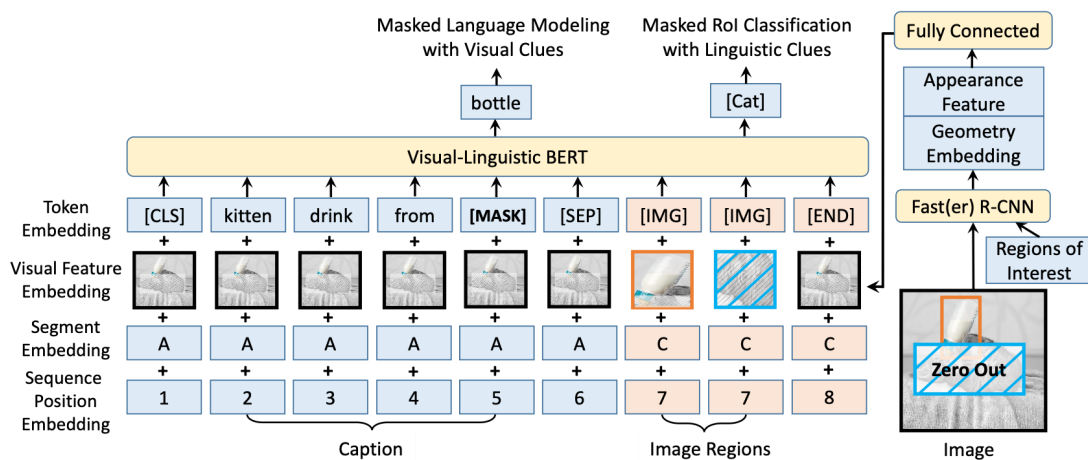 Masked Language Modeling
with Visual Clues
Masked RoI Classification
with Linguistic Clues
Fully Connected
bottle
[Cat]
Appearance
Feature
Geometry
Embedding
Visual-Linguistic BERT
Fast(er) R-CNN
Regions of
Interest
Token
Embedding
[CLS] kitten drink from [MASK] [SEP] [IMG] [IMG] [END]
+ + + + + + + + +
Visual Feature
Embedding
+ + + + + + + + +
Segment
Embedding
A A A A A A C C C
+ + + + + + + + +
Sequence
Position
Embedding
1 2 3 4 5 6 7 7 8
Caption
Image Regions
Zero Out
Image